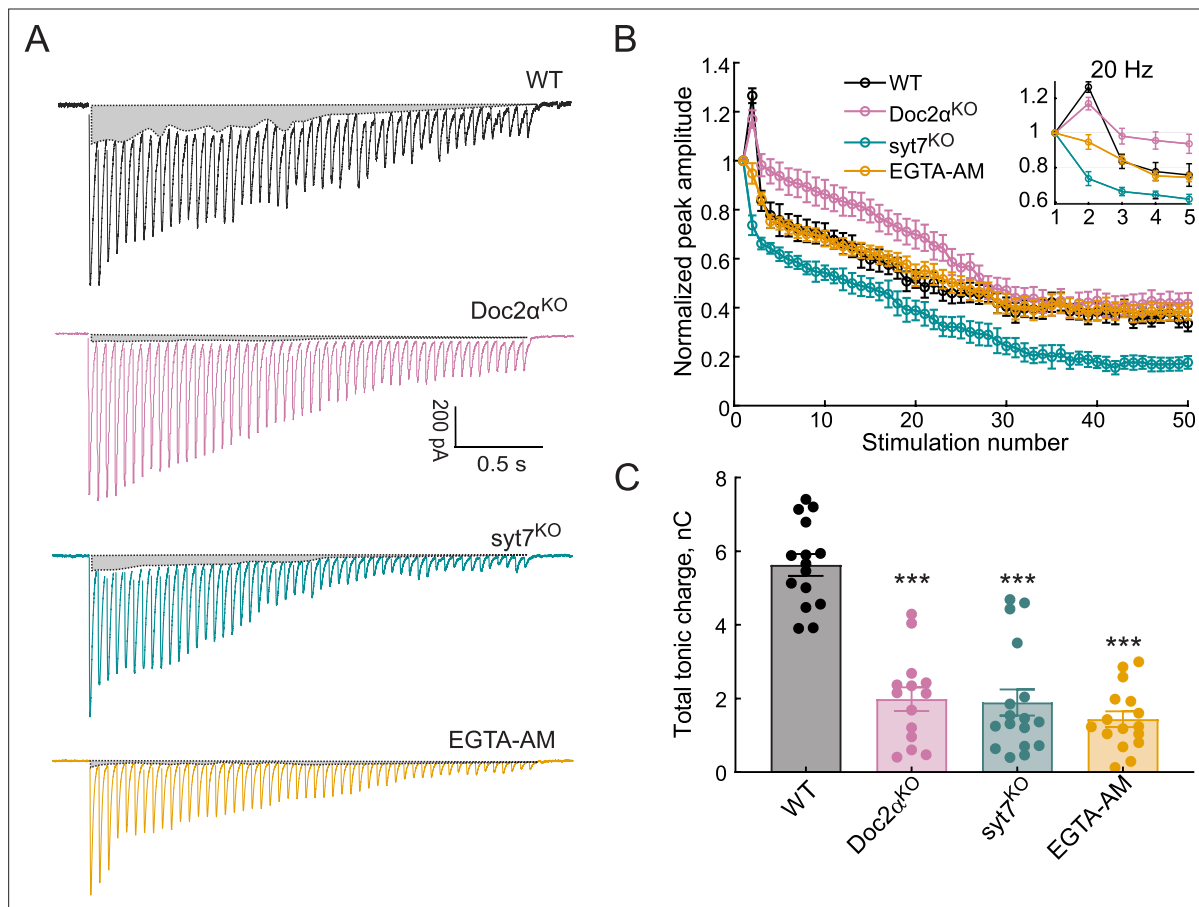 A
WT
Doc2α^KO
200 pA
0.5 s
syt7^KO
EGTA-AM
B
Normalized peak amplitude
1.4
1.2
1
0.8
0.6
0.4
0.2
0
0 10 20 30 40 50
Stimulation number
WT
Doc2α^KO
syt7^KO
EGTA-AM
20 Hz
1.2
1
0.8
0.6
1 2 3 4 5
C
Total tonic charge, nC
8
6
4
2
0
*** *** ***
WT Doc2α^KO syt7^KO EGTA-AM